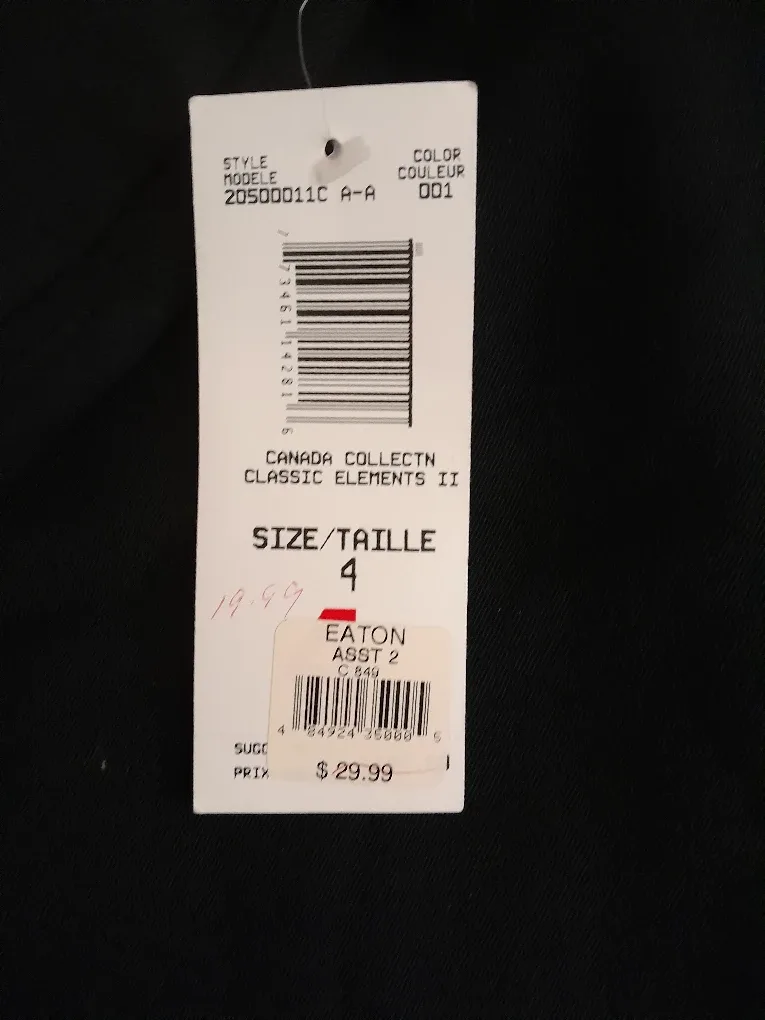 STYLE
MODELE
20500011C A-A
COLOR
COULEUR
001
7 73461 14281 6
CANADA COLLECTN
CLASSIC ELEMENTS II
SIZE/TAILLE
4
19.99
EATON
ASST 2
C 849
4 84924 35000 5
SUGG
PRIX
$ 29.99